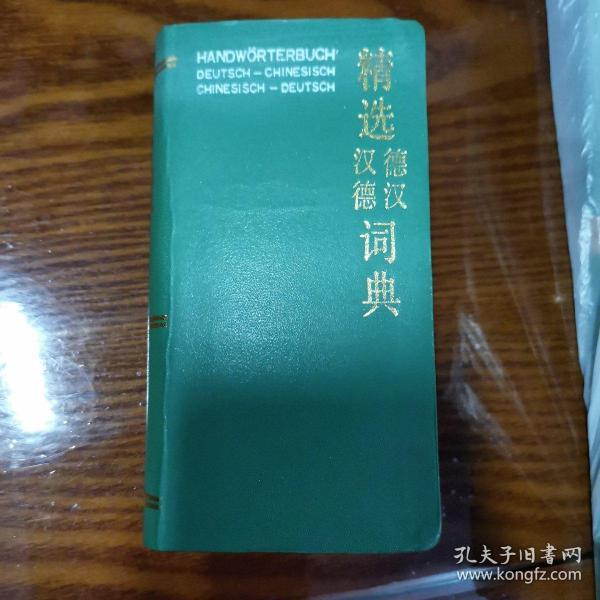 HANDWÖRTERBUCH
DEUTSCH – CHINESISCH
CHINESISCH – DEUTSCH
精选
德汉
汉德
词典
孔夫子旧书网
www.kongfz.com